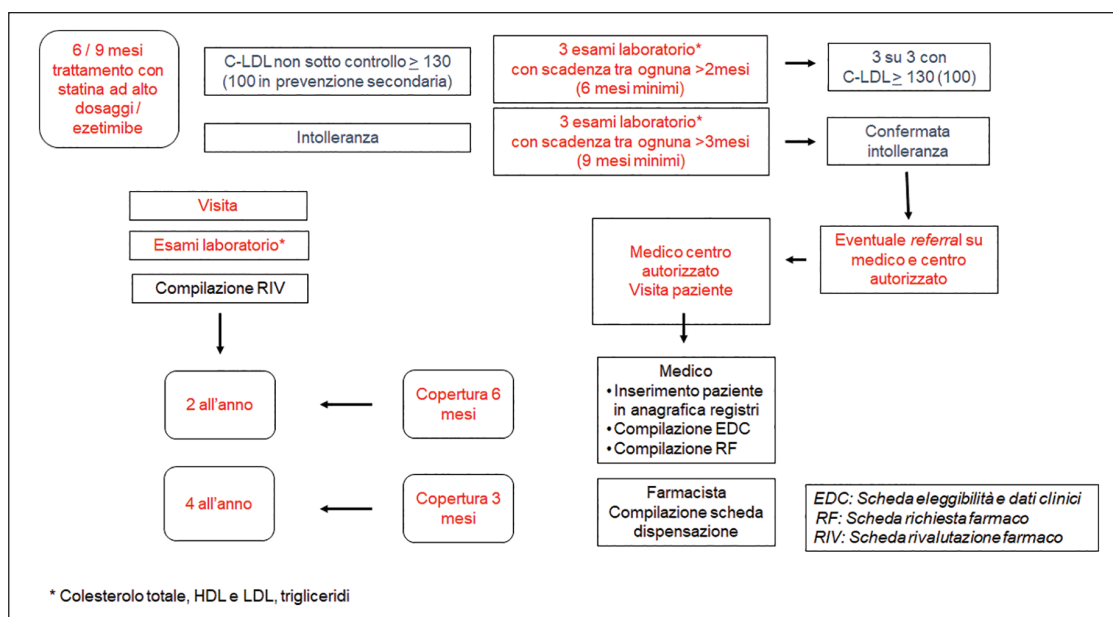 6 / 9 mesi
trattamento con
statina ad alto
dosaggi /
ezetimibe
C-LDL non sotto controllo ≥ 130
(100 in prevenzione secondaria)
3 esami laboratorio*
con scadenza tra ognuna >2mesi
(6 mesi minimi)
3 su 3 con
C-LDL ≥ 130 (100)
Intolleranza
3 esami laboratorio*
con scadenza tra ognuna >3mesi
(9 mesi minimi)
Confermata
intolleranza
Visita
Esami laboratorio*
Compilazione RIV
Medico centro
autorizzato
Visita paziente
Eventuale referral su
medico e centro
autorizzato
2 all'anno
Copertura 6
mesi
Medico
• Inserimento paziente
in anagrafica registri
• Compilazione EDC
• Compilazione RF
4 all'anno
Copertura 3
mesi
Farmacista
Compilazione scheda
dispensazione
EDC: Scheda eleggibilità e dati clinici
RF: Scheda richiesta farmaco
RIV: Scheda rivalutazione farmaco
* Colesterolo totale, HDL e LDL, trigliceridi